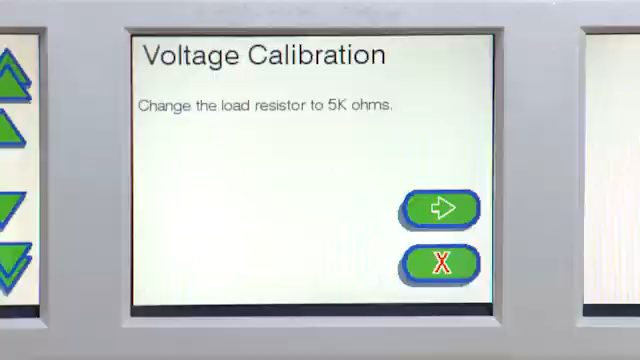 Voltage Calibration
Change the load resistor to 5K ohms.
X